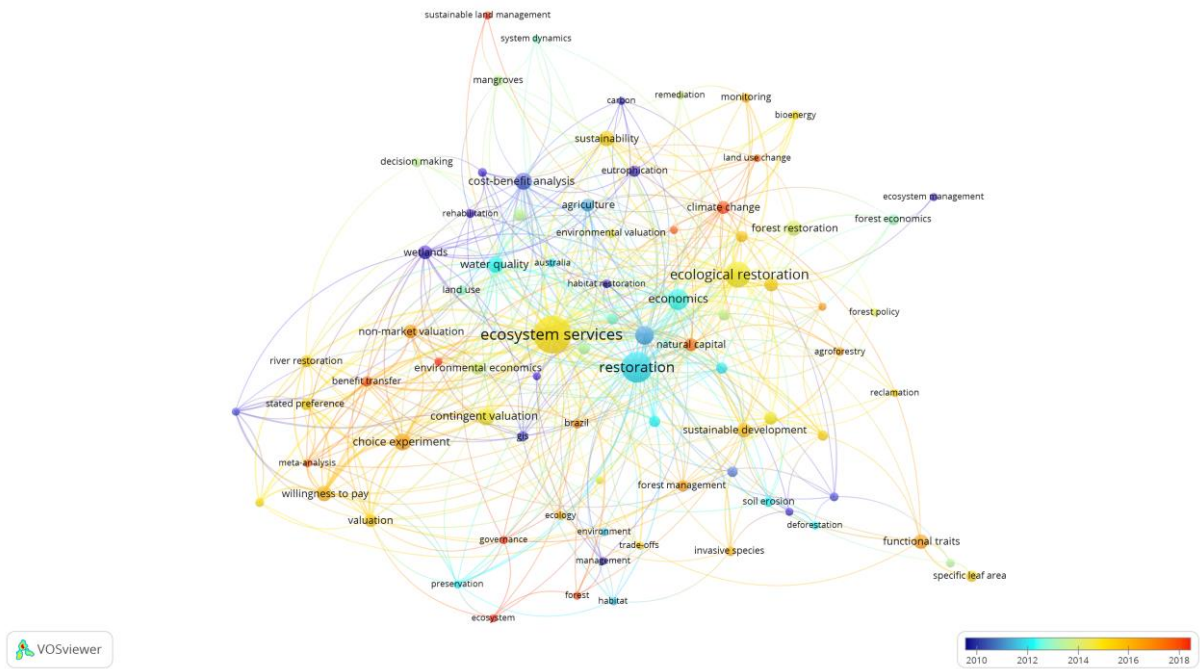 sustainable land management
system dynamics
mangroves
carbon
remediation
monitoring
bioenergy
sustainability
decision making
land use change
eutrophication
cost-benefit analysis
ecosystem management
agriculture
climate change
rehabilitation
forest economics
environmental valuation
forest restoration
wetlands
water quality
australia
ecological restoration
habitat restoration
land use
economics
forest policy
non-market valuation
ecosystem services
natural capital
agroforestry
river restoration
environmental economics
restoration
benefit transfer
reclamation
stated preference
contingent valuation
brazil
sustainable development
choice experiment
gis
meta-analysis
forest management
willingness to pay
soil erosion
valuation
ecology
deforestation
environment
governance
trade-offs
invasive species
functional traits
management
preservation
specific leaf area
forest
habitat
ecosystem
VOSviewer
2010 2012 2014 2016 2018